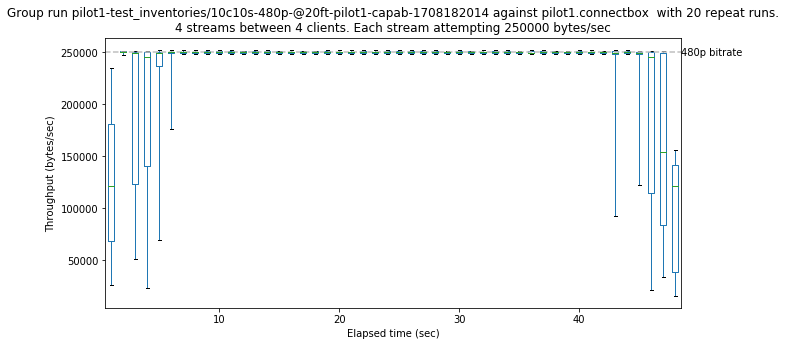 Group run pilot1-test_inventories/10c10s-480p-@20ft-pilot1-capab-1708182014 against pilot1.connectbox  with 20 repeat runs.
4 streams between 4 clients. Each stream attempting 250000 bytes/sec
250000
480p bitrate
200000
150000
100000
50000
Throughput (bytes/sec)
10
20
30
40
Elapsed time (sec)